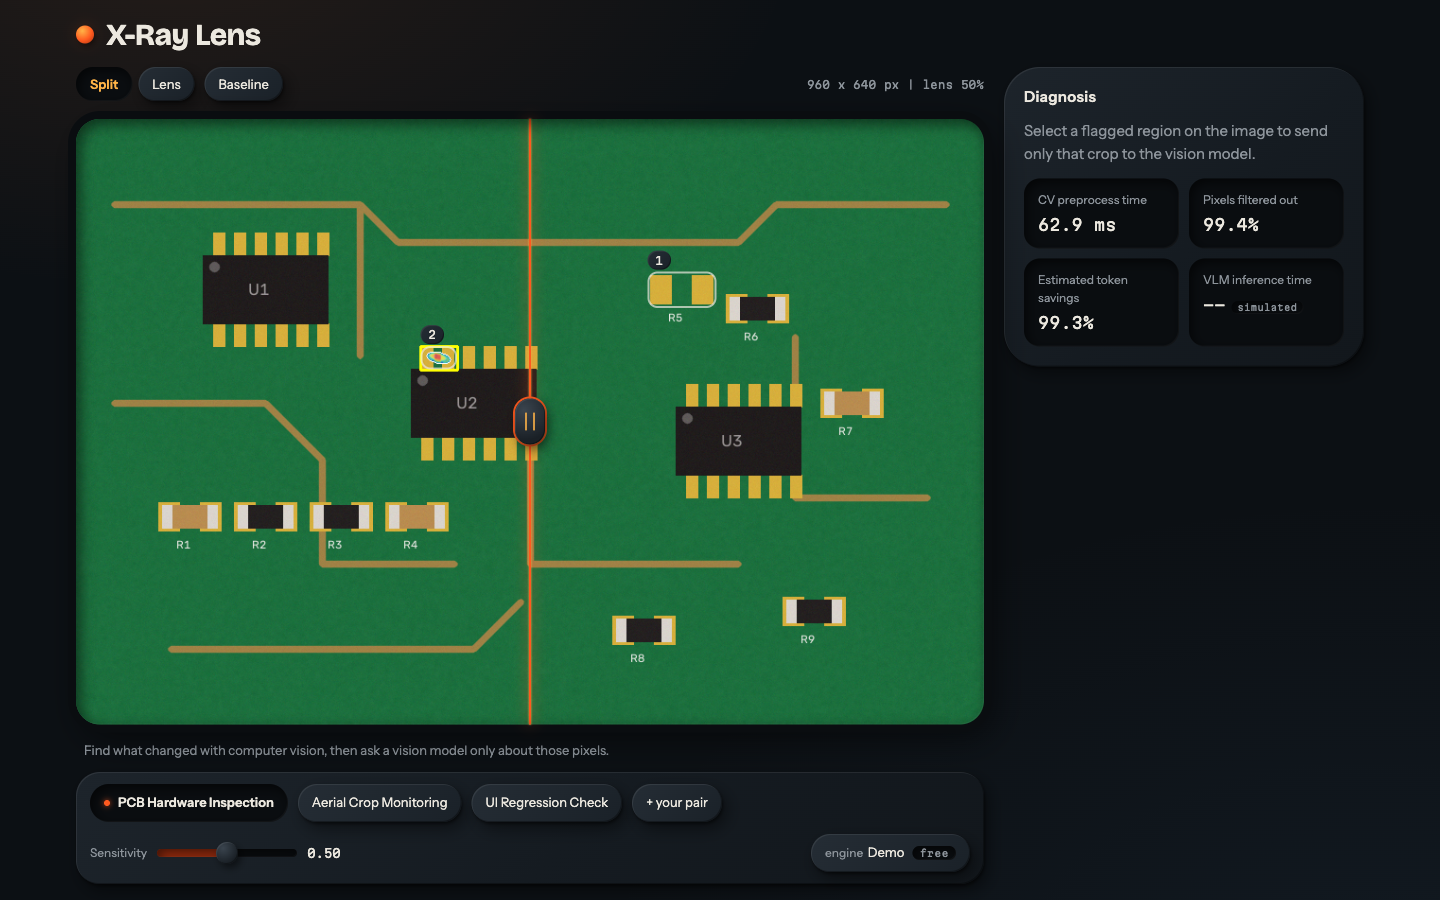 X-Ray Lens
Split Lens Baseline
960 x 640 px | lens 50%
U1
1
R5
R6
2
U2
U3
R7
R1 R2 R3 R4
R8
R9
Find what changed with computer vision, then ask a vision model only about those pixels.
PCB Hardware Inspection Aerial Crop Monitoring UI Regression Check + your pair
Sensitivity 0.50
engine Demo free
Diagnosis
Select a flagged region on the image to send
only that crop to the vision model.
CV preprocess time
62.9 ms
Pixels filtered out
99.4%
Estimated token
savings
99.3%
VLM inference time
-- simulated